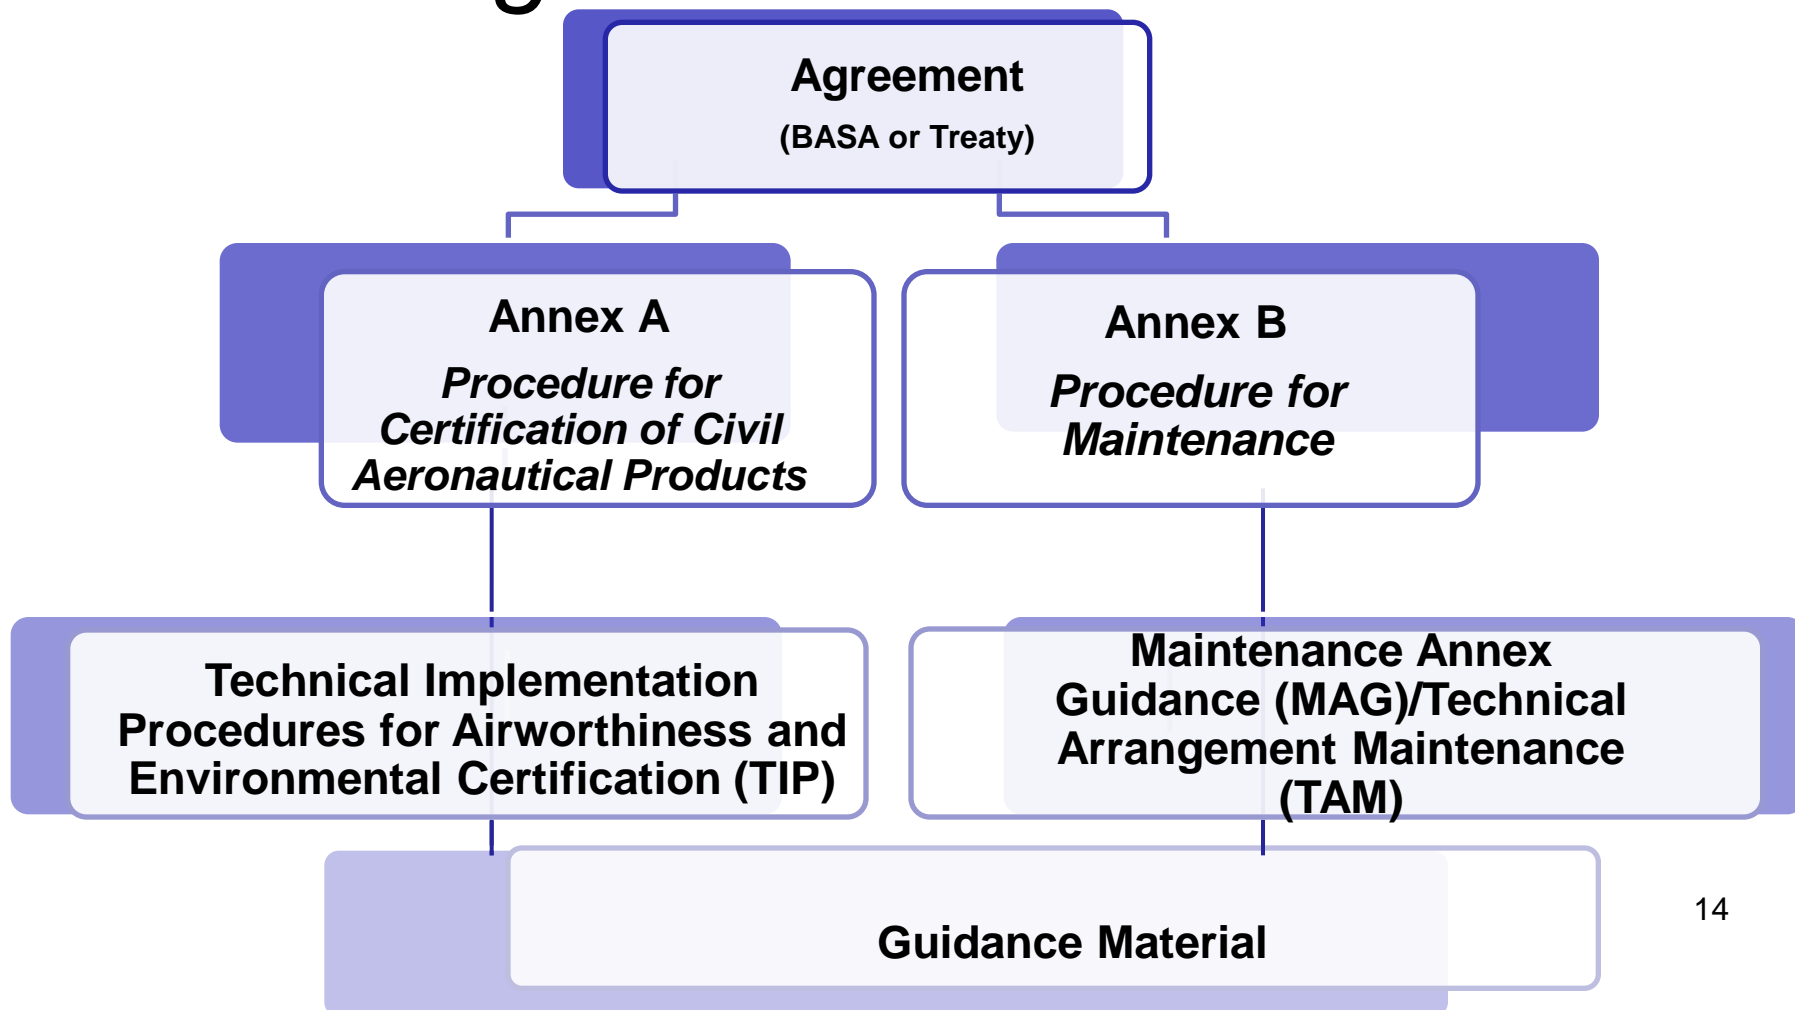 Agreement
(BASA or Treaty)
Annex A
Procedure for
Certification of Civil
Aeronautical Products
Annex B
Procedure for
Maintenance
Technical Implementation
Procedures for Airworthiness and
Environmental Certification (TIP)
Maintenance Annex
Guidance (MAG)/Technical
Arrangement Maintenance
(TAM)
Guidance Material
14